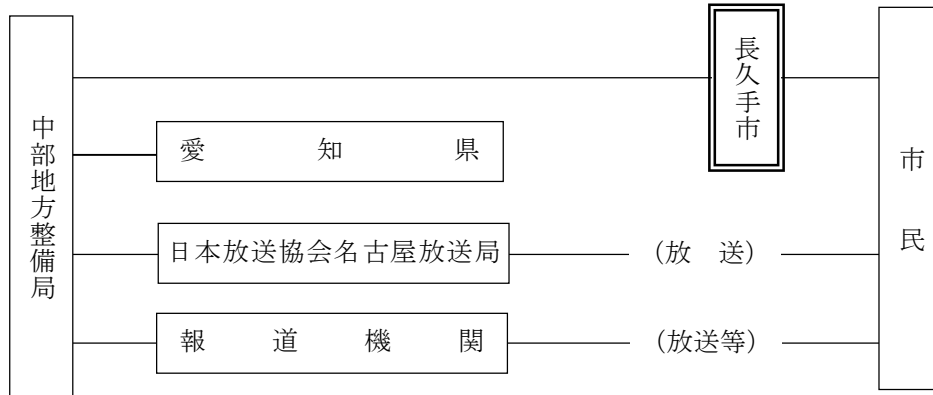 中部地方整備局
長久手市
愛知県
日本放送協会名古屋放送局
（放　送）
報道機関
（放送等）
市民